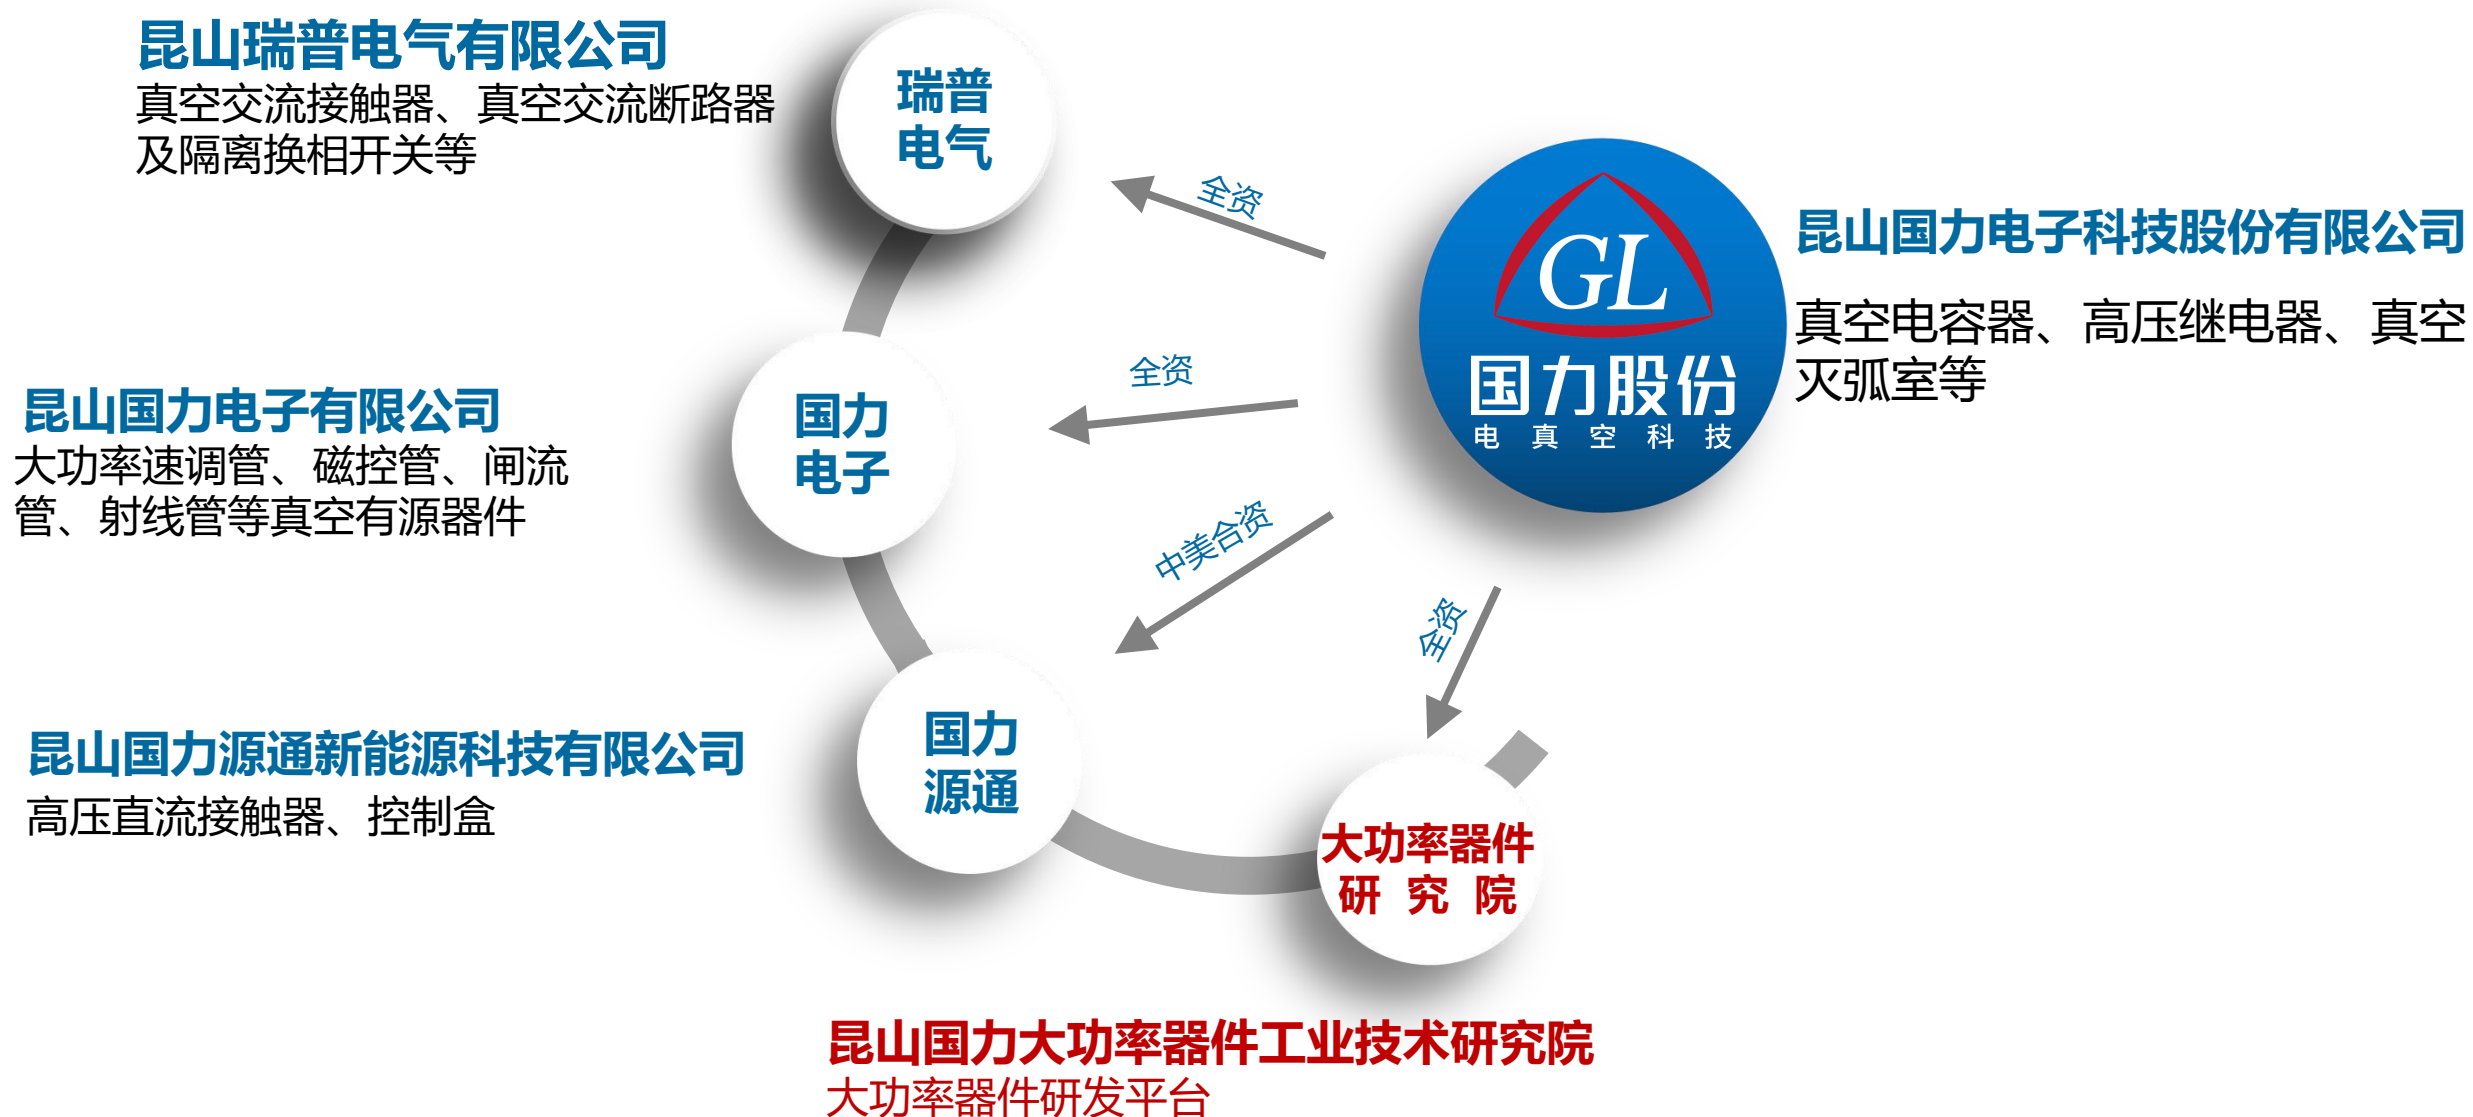 昆山瑞普电气有限公司
真空交流接触器、真空交流断路器
及隔离换相开关等
瑞普
电气
全资
GL
国力股份
电 真 空 科 技
昆山国力电子科技股份有限公司
真空电容器、高压继电器、真空
灭弧室等
昆山国力电子有限公司
大功率速调管、磁控管、闸流
管、射线管等真空有源器件
国力
电子
全资
昆山国力源通新能源科技有限公司
高压直流接触器、控制盒
国力
源通
中美合资
全资
大功率器件
研 究 院
昆山国力大功率器件工业技术研究院
大功率器件研发平台